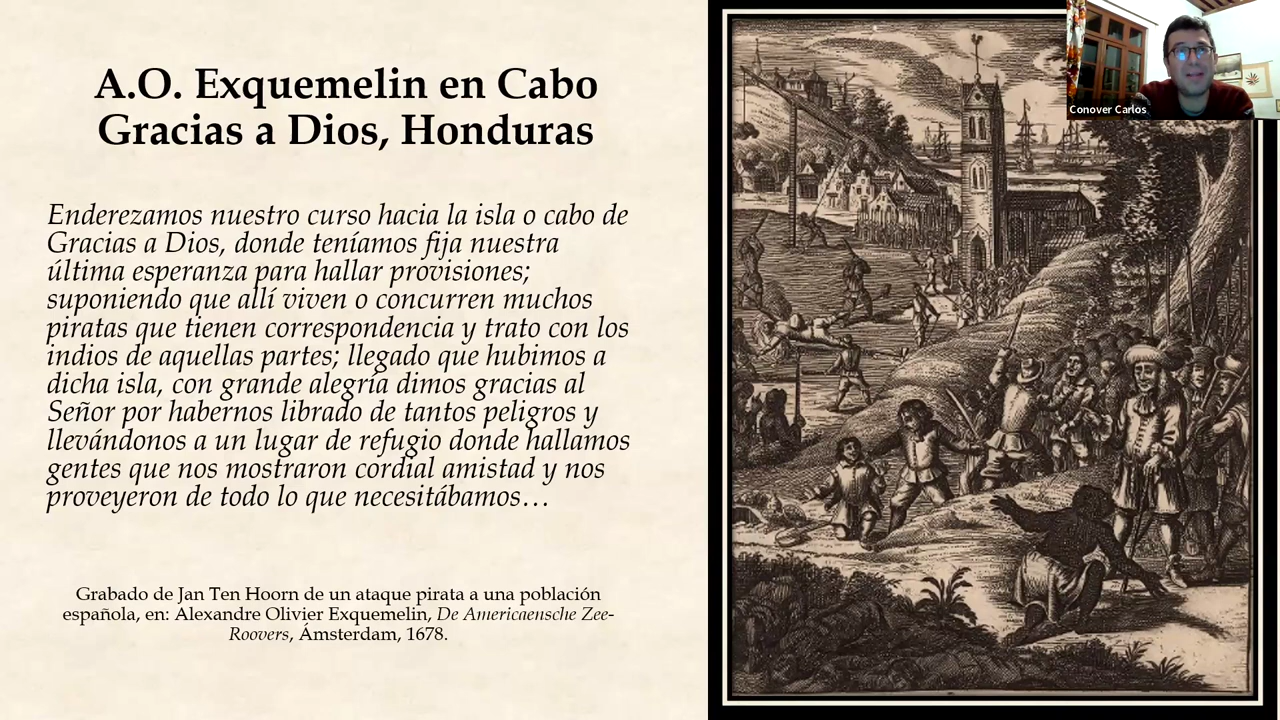 A.O. Exquemelin en Cabo
Gracias a Dios, Honduras
Enderezamos nuestro curso hacia la isla o cabo de
Gracias a Dios, donde teníamos fija nuestra
última esperanza para hallar provisiones;
suponiendo que allí viven o concurren muchos
piratas que tienen correspondencia y trato con los
indios de aquellas partes; llegado que hubimos a
dicha isla, con grande alegría dimos gracias al
Señor por habernos librado de tantos peligros y
llevándonos a un lugar de refugio donde hallamos
gentes que nos mostraron cordial amistad y nos
proveyeron de todo lo que necesitábamos…
Grabado de Jan Ten Hoorn de un ataque pirata a una población
española, en: Alexandre Olivier Exquemelin, De Americaensche Zee-
Roovers, Ámsterdam, 1678.
Conover Carlos